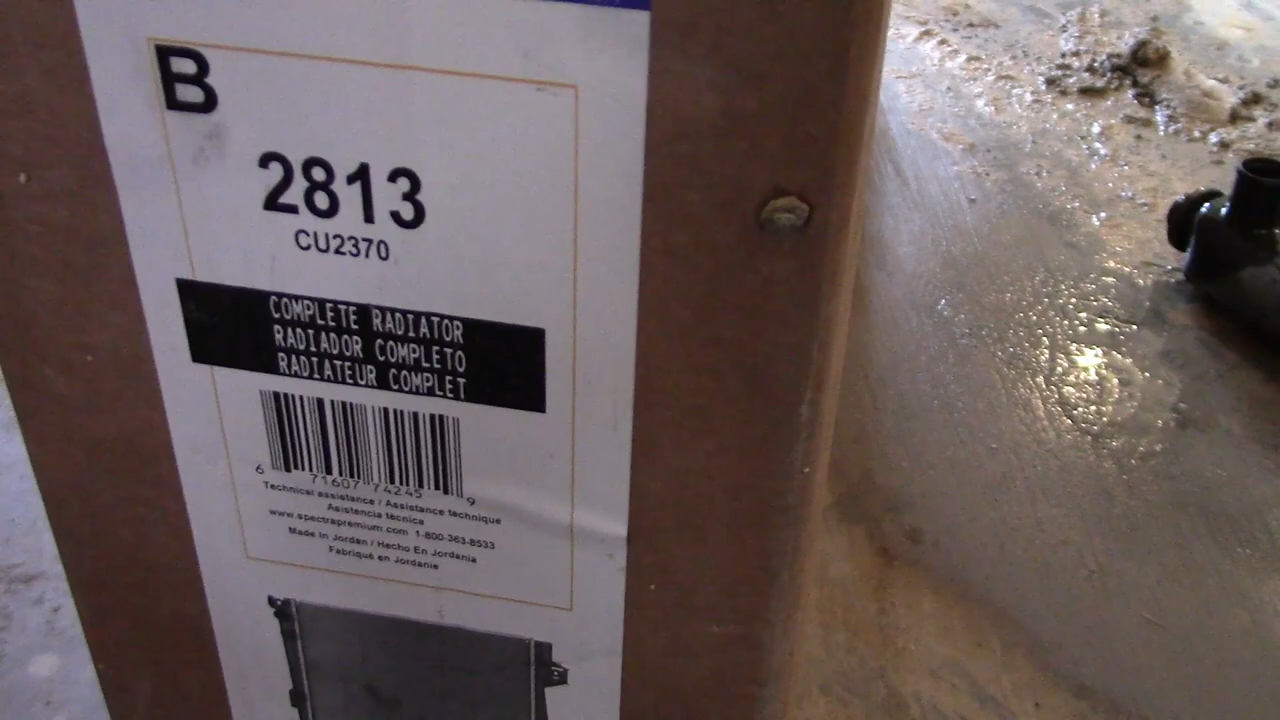 B
2813
CU2370
COMPLETE RADIATOR
RADIADOR COMPLETO
RADIATEUR COMPLET
6 71607 74245 9
Technical assistance / Assistance technique
Asistencia técnica
www.spectrapremium.com 1-800-363-8533
Made in Jordan / Hecho En Jordania
Fabriqué en Jordanie